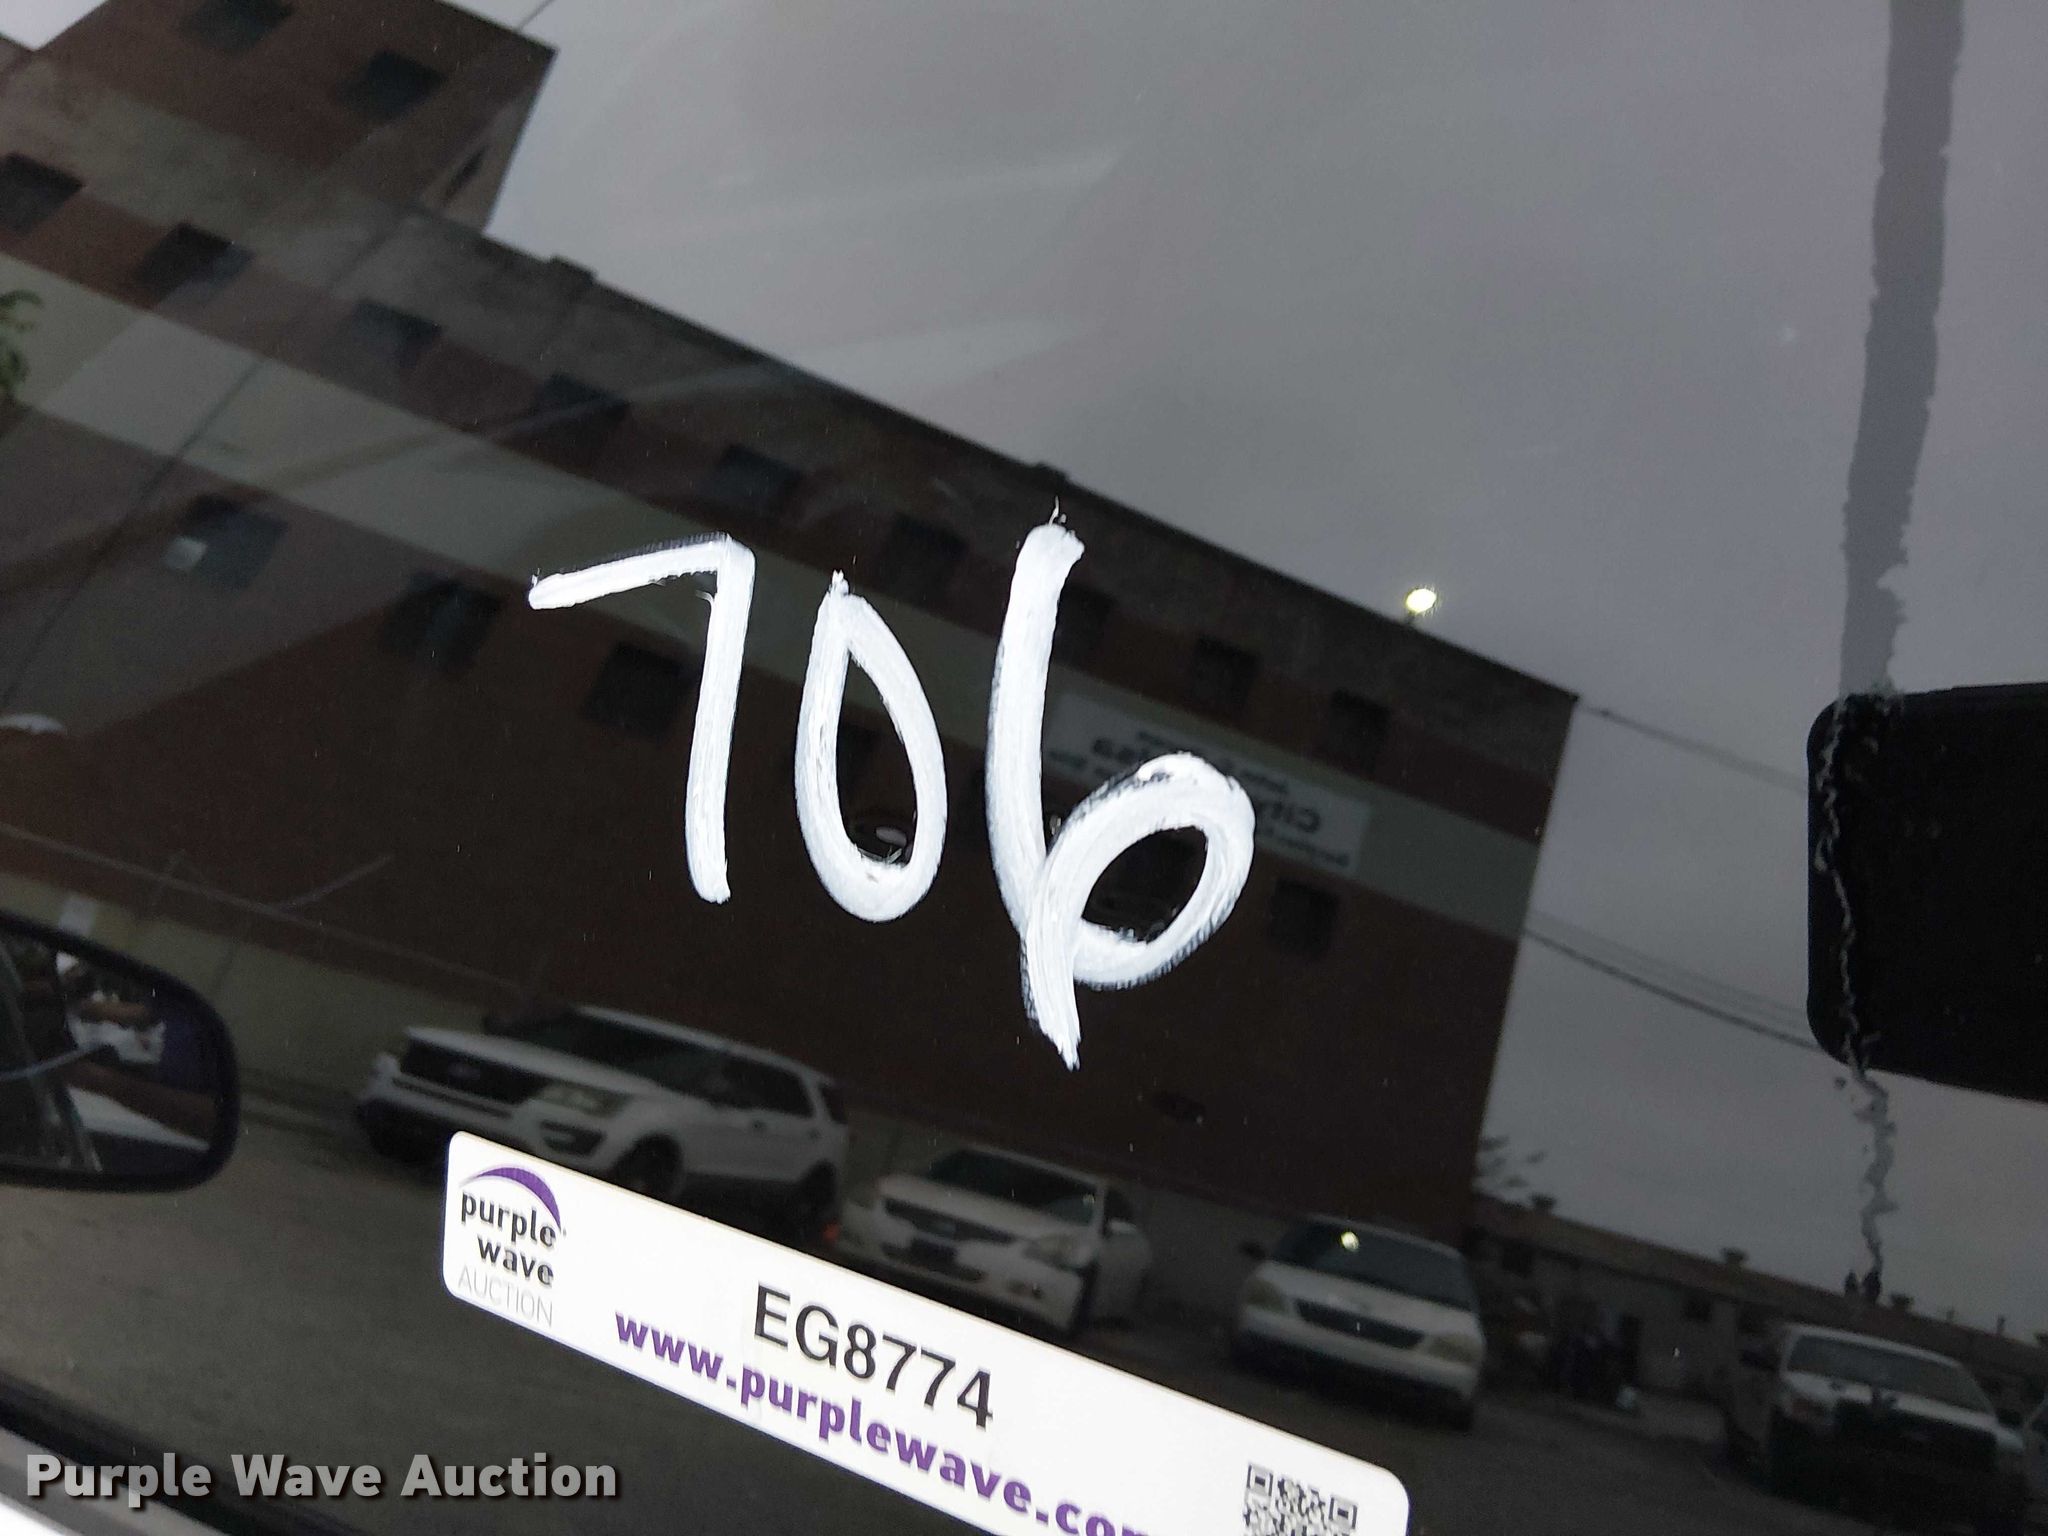 706
purple
wave
AUCTION
EG8774
www.purplewave.com
Purple Wave Auction